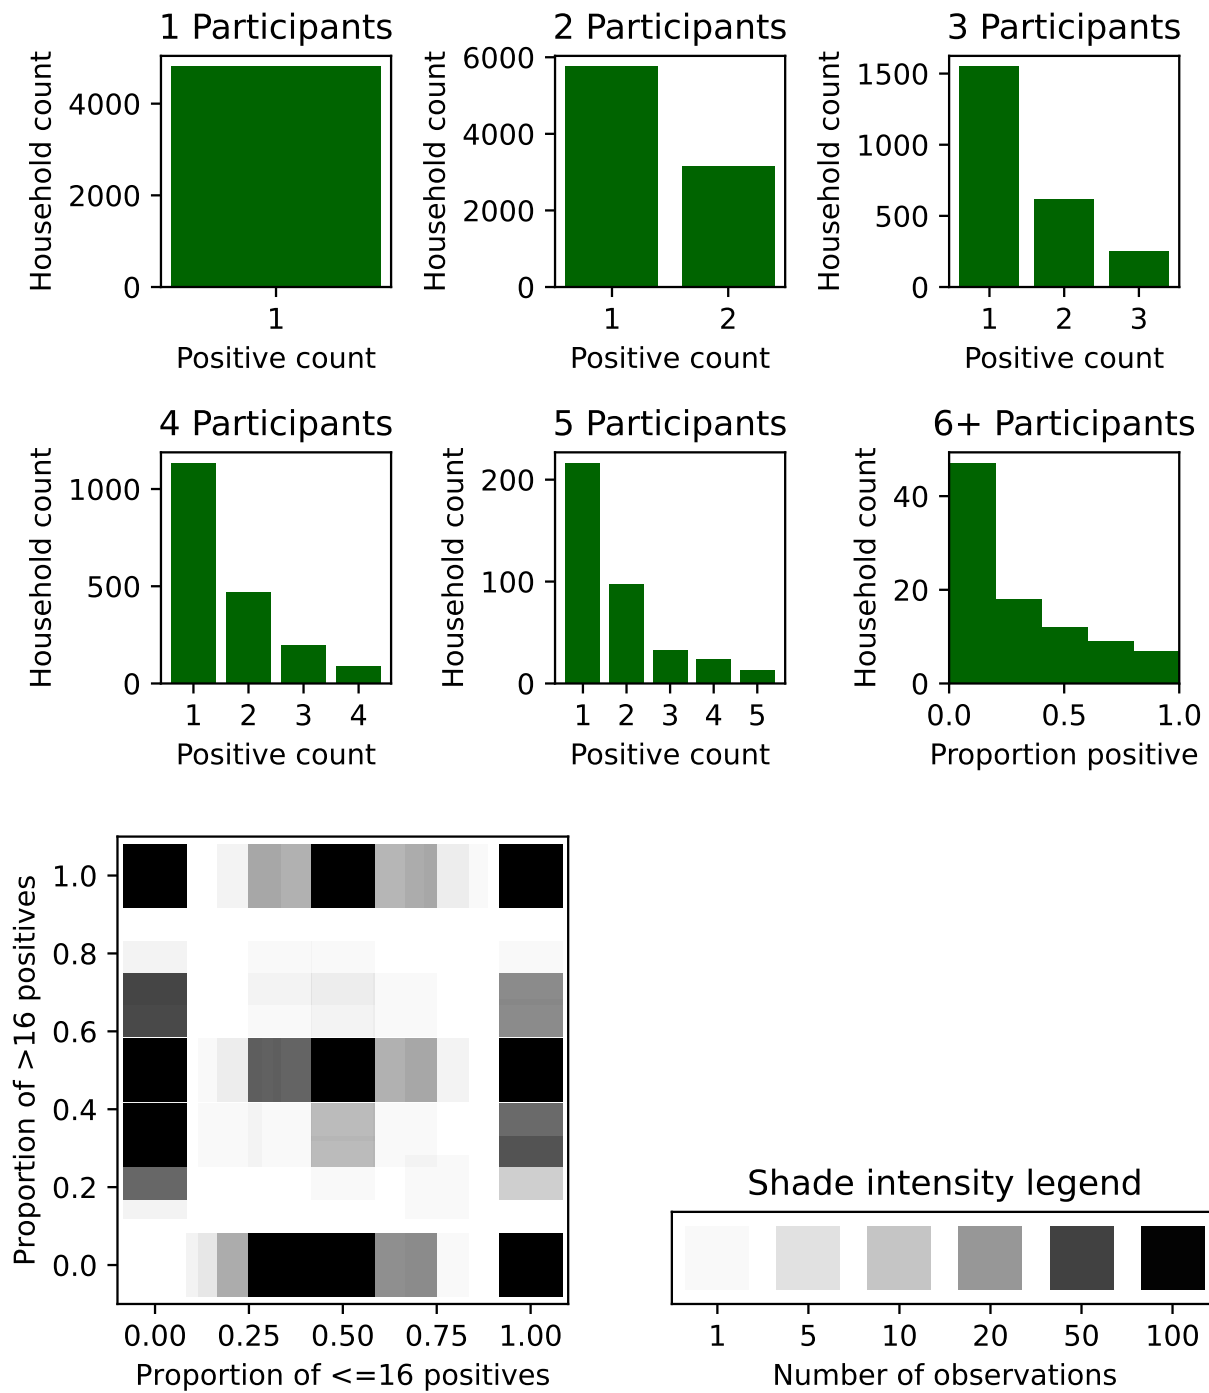 1 Participants
Household count
4000
2000
0
1
Positive count
2 Participants
Household count
6000
4000
2000
0
1 2
Positive count
3 Participants
Household count
1500
1000
500
0
1 2 3
Positive count
4 Participants
Household count
1000
500
0
1 2 3 4
Positive count
5 Participants
Household count
200
100
0
1 2 3 4 5
Positive count
6+ Participants
Household count
40
20
0
0.0 0.5 1.0
Proportion positive
Proportion of >16 positives
1.0
0.8
0.6
0.4
0.2
0.0
0.00 0.25 0.50 0.75 1.00
Proportion of <=16 positives
Shade intensity legend
1 5 10 20 50 100
Number of observations